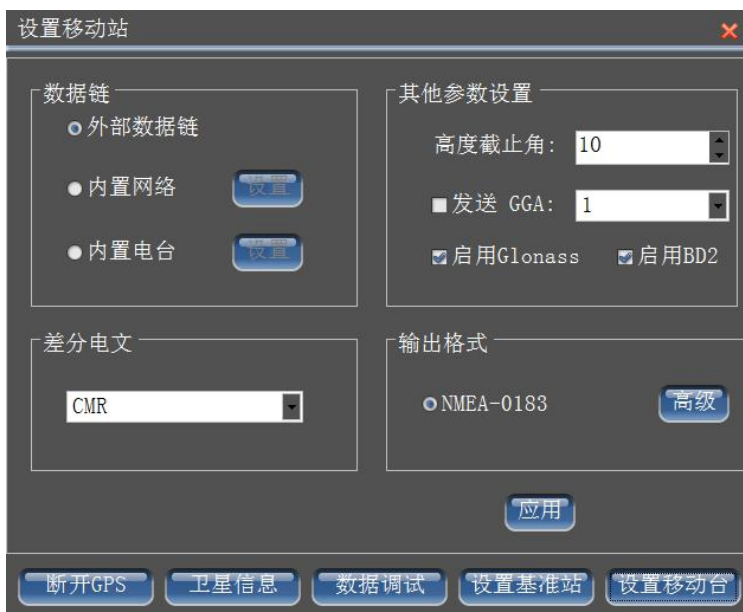 设置移动站
数据链
外部数据链
内置网络 设置
内置电台 设置
其他参数设置
高度截止角: 10
发送 GGA: 1
启用Glonass 启用BD2
差分电文
CMR
输出格式
NMEA-0183 高级
应用
断开GPS 卫星信息 数据调试 设置基准站 设置移动台